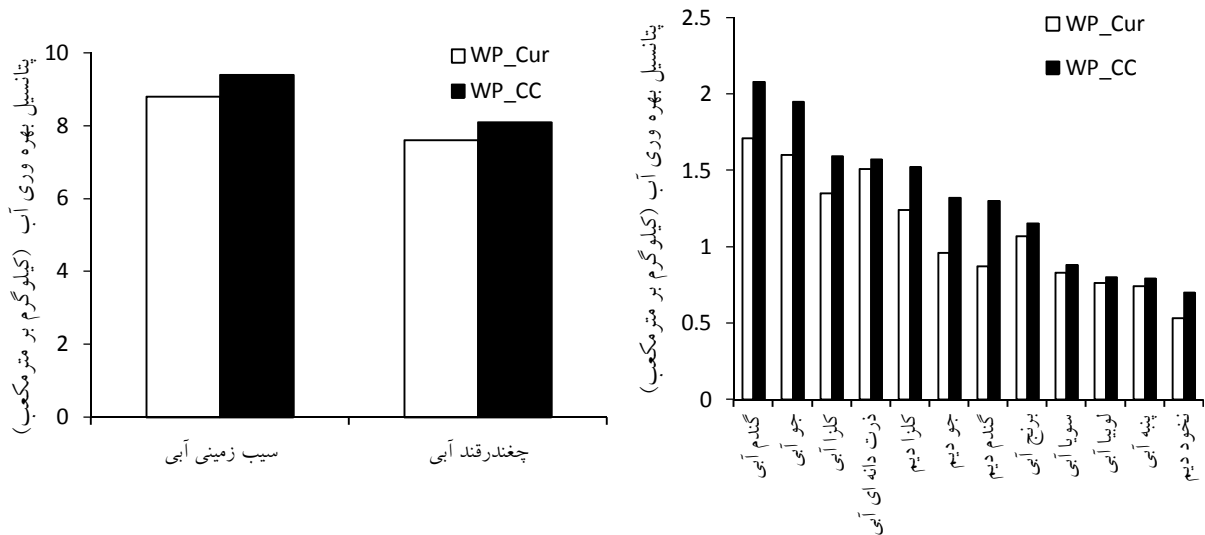 پتانسیل بهره وری آب (کیلوگرم بر مترمکعب)
WP_Cur
WP_CC
10
8
6
4
2
0
سیب زمینی آبی
چغندرقند آبی
پتانسیل بهره وری آب (کیلوگرم بر مترمکعب)
WP_Cur
WP_CC
2.5
2
1.5
1
0.5
0
گندم آبی
جو آبی
کلزا آبی
ذرت دانه ای آبی
کلزا دیم
جو دیم
گندم دیم
برنج آبی
سویا آبی
لوبیا آبی
پنبه آبی
نخود دیم